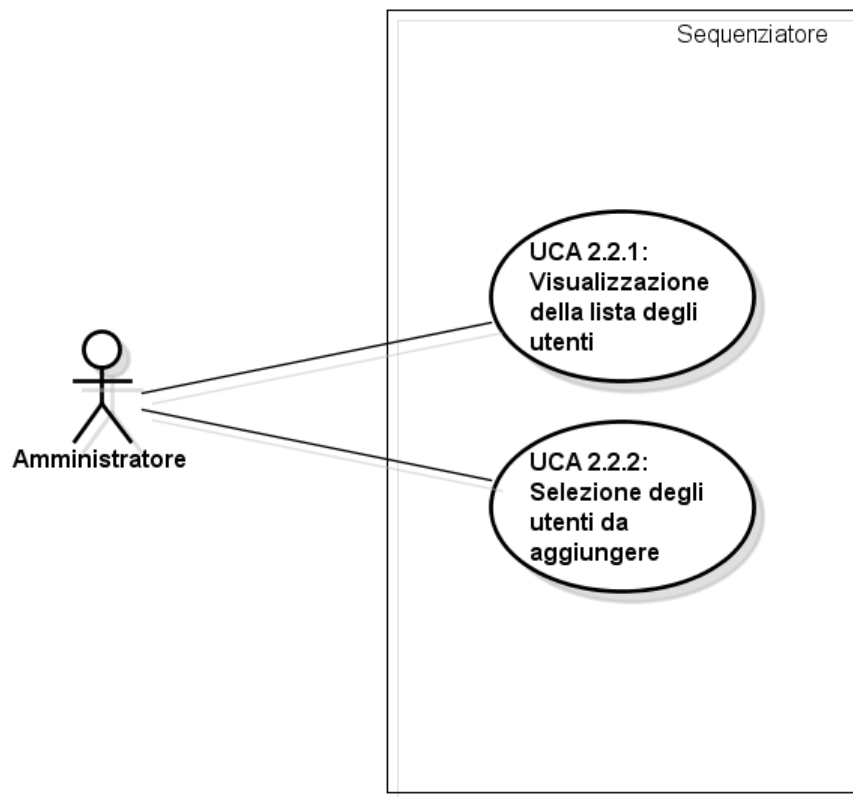 Sequenziatore
UCA 2.2.1:
Visualizzazione
della lista degli
utenti
Amministratore
UCA 2.2.2:
Selezione degli
utenti da
aggiungere